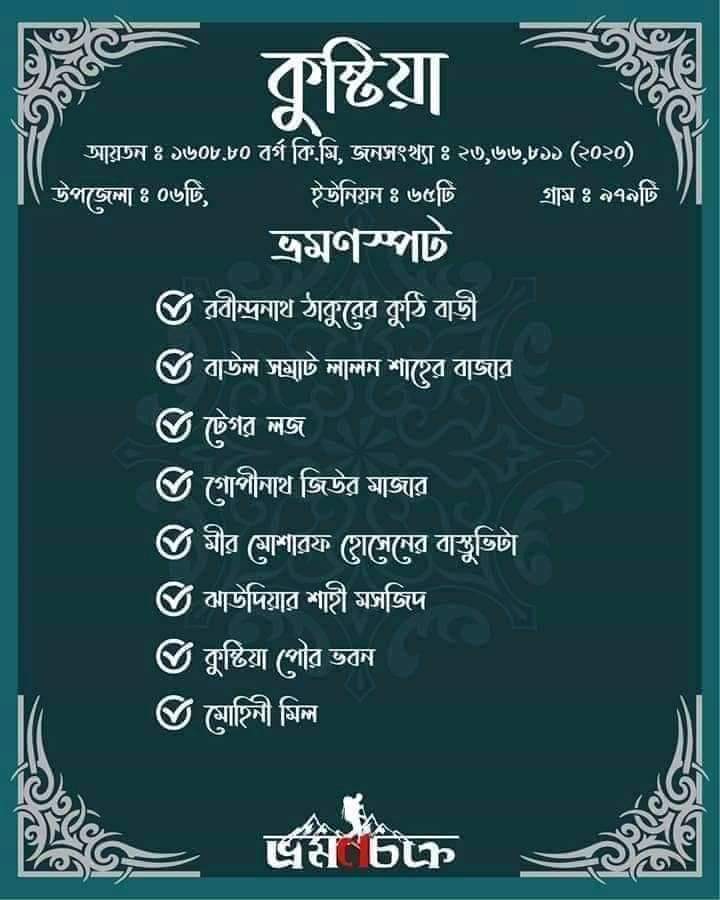 কুষ্টিয়া
আয়তন ঃ ১৬০৮.৮০ বর্গ কি.মি, জনসংখ্যা ঃ ২৩,৬৬,৮১১ (২০২০)
উপজেলা ঃ ০৬টি, ইউনিয়ন ঃ ৬৫টি গ্রাম ঃ ৯৭৯টি
ভ্রমণস্পট
রবীন্দ্রনাথ ঠাকুরের কুঠি বাড়ী
বাউল সম্রাট লালন শাহের বাজার
টেগর লজ
গোপীনাথ জিউর মাজার
মীর মোশারফ হোসেনের বাস্তুভিটা
ঝাউদিয়ার শাহী মসজিদ
কুষ্টিয়া পৌর ভবন
মোহিনী মিল
ভ্রমণচক্র